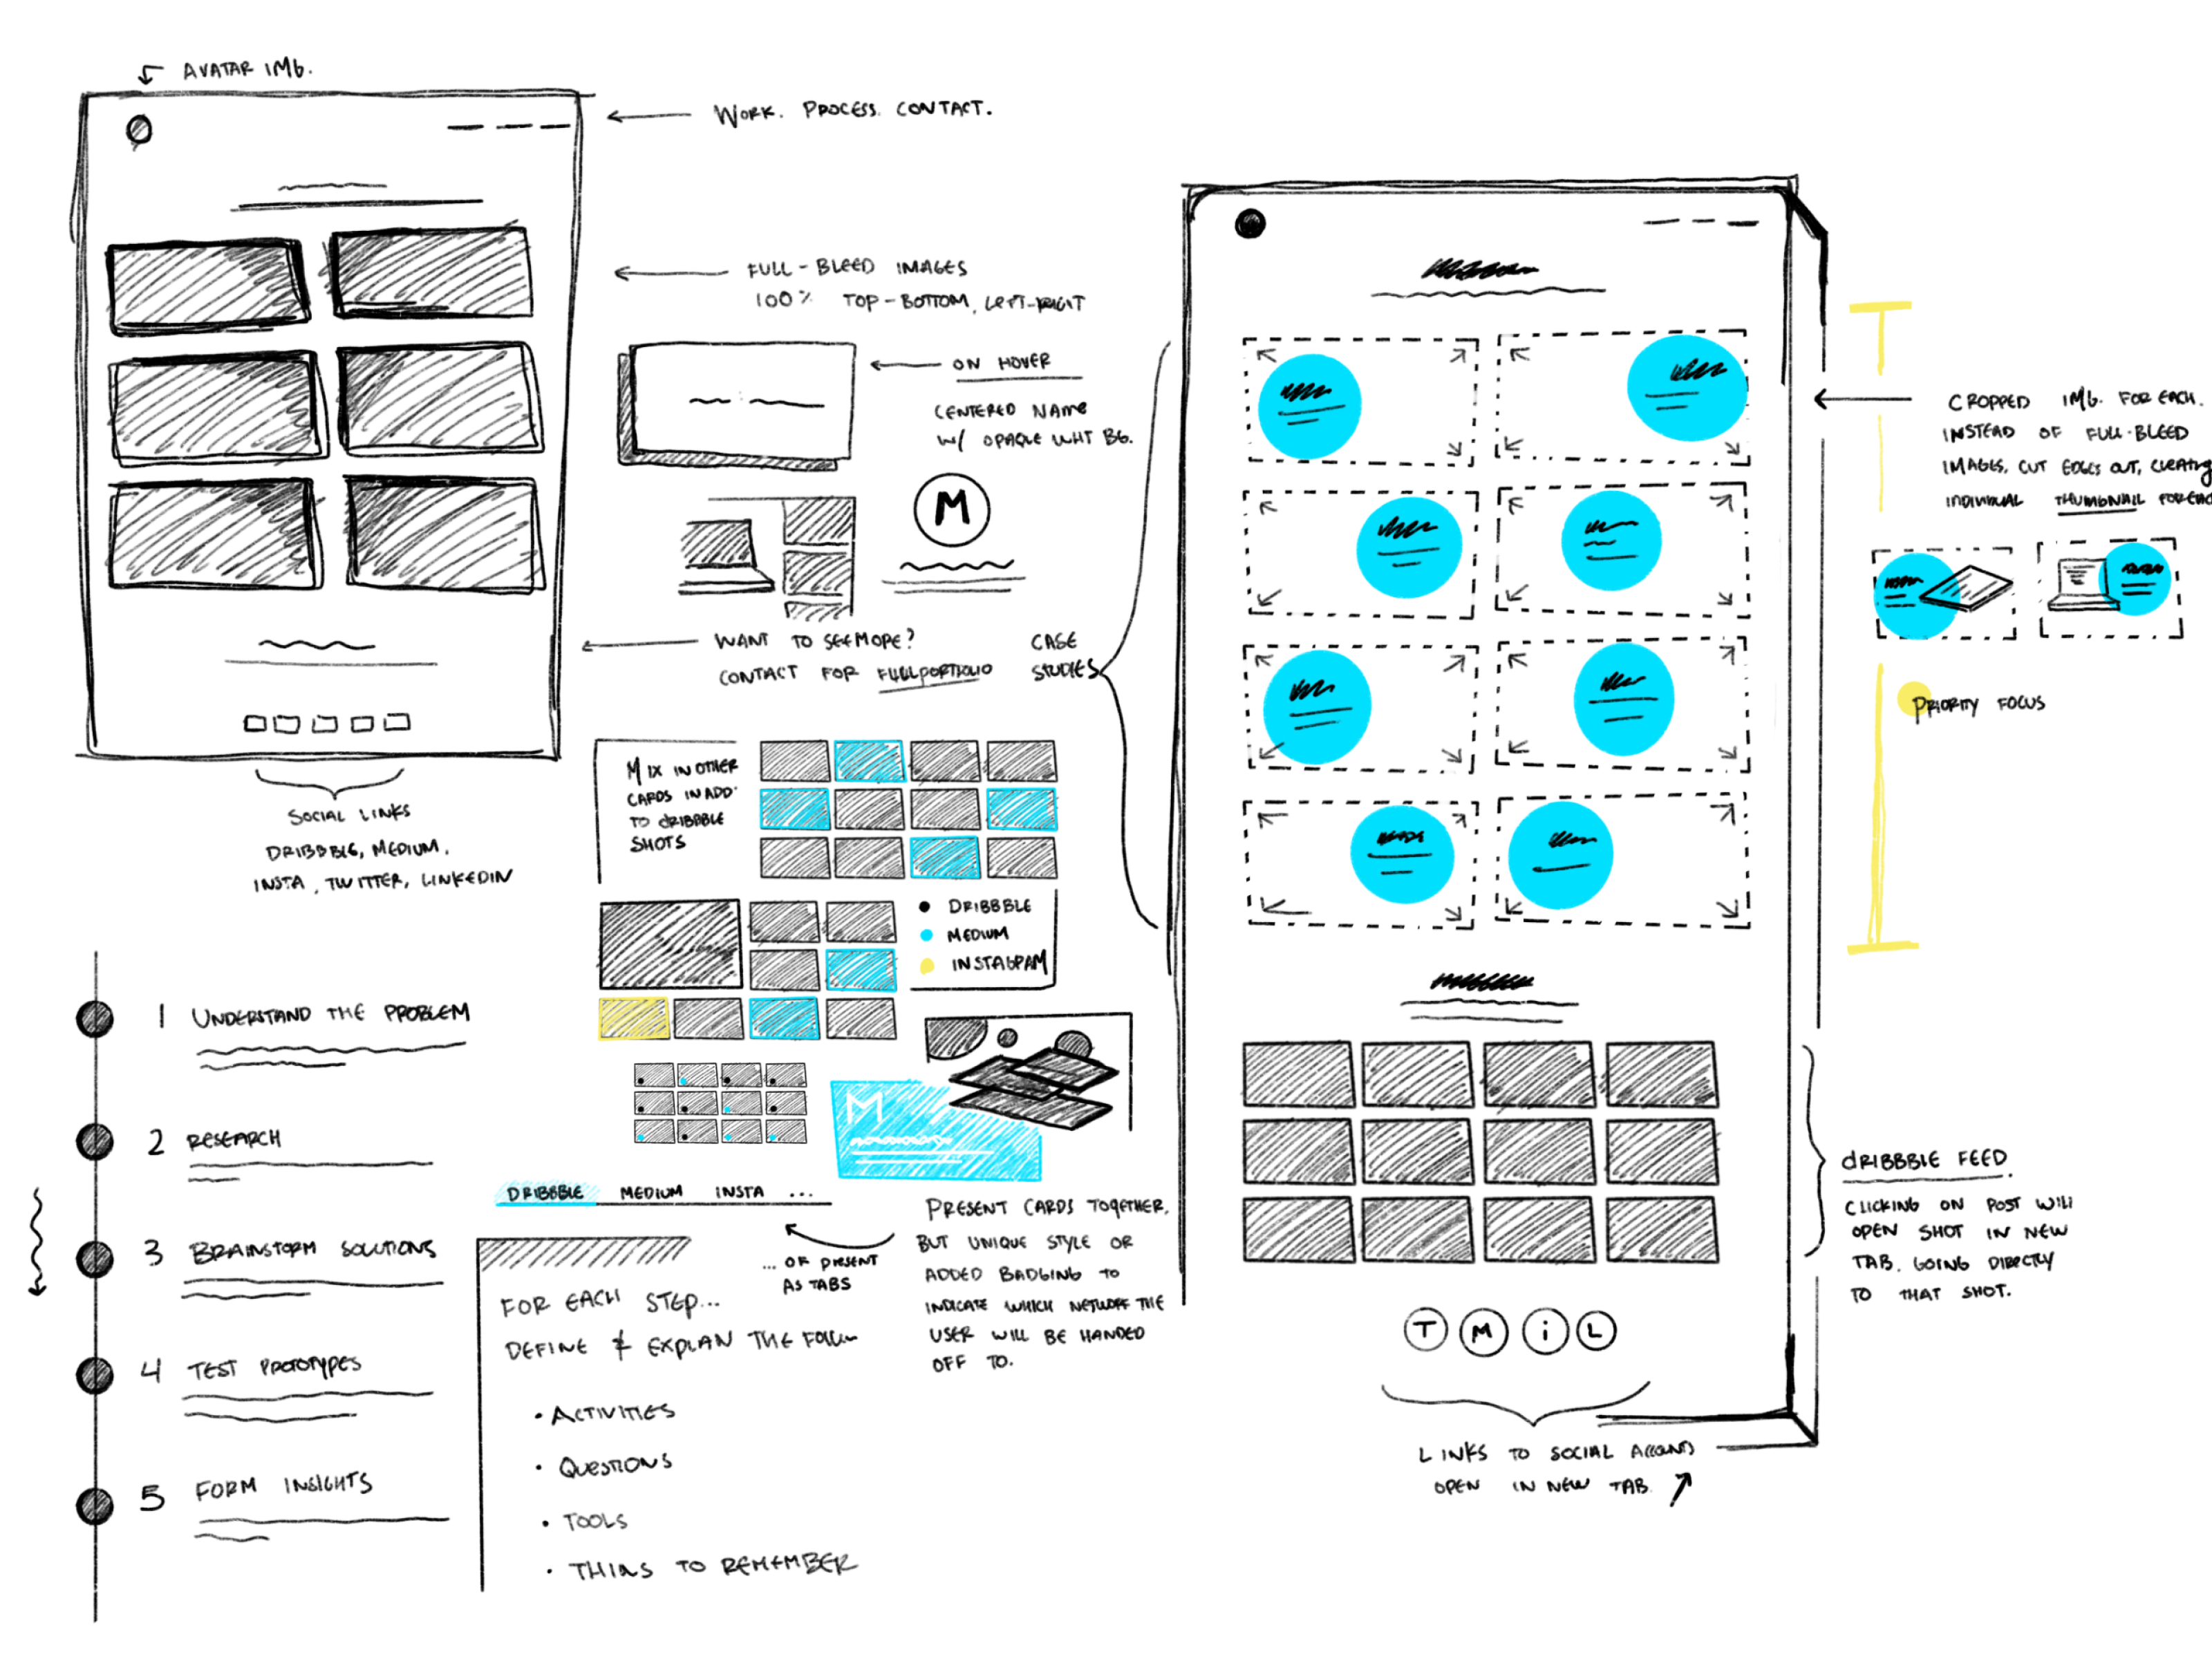 AVATAR IMG.
WORK. PROCESS. CONTACT.
FULL-BLEED IMAGES
100% TOP-BOTTOM, LEFT-RIGHT
ON HOVER
CENTERED NAME
W/ OPAQUE WHT BG.
M
WANT TO SEE MORE?
CONTACT FOR FULL PORTFOLIO
CASE
STUDIES
SOCIAL LINKS
DRIBBBLE, MEDIUM,
INSTA, TWITTER, LINKEDIN
MIX IN OTHER
CARDS IN ADD.
TO DRIBBBLE
SHOTS
DRIBBBLE
MEDIUM
INSTAGRAM
M
DRIBBBLE MEDIUM INSTA ...
... OR PRESENT
AS TABS
PRESENT CARDS TOGETHER,
BUT UNIQUE STYLE OR
ADDED BADGING TO
INDICATE WHICH NETWORK THE
USER WILL BE HANDED
OFF TO.
1 UNDERSTAND THE PROBLEM
2 RESEARCH
3 BRAINSTORM SOLUTIONS
4 TEST PROTOTYPES
5 FORM INSIGHTS
FOR EACH STEP...
DEFINE & EXPLAIN THE
• ACTIVITIES
• QUESTIONS
• TOOLS
• THINGS TO REMEMBER
CROPPED IMG. FOR EACH.
INSTEAD OF FULL-BLEED
IMAGES, CUT EDGES OUT, CREATING
INDIVIDUAL THUMBNAIL FOR EACH
PRIORITY FOCUS
DRIBBBLE FEED
CLICKING ON POST WILL
OPEN SHOT IN NEW
TAB, GOING DIRECTLY
TO THAT SHOT.
T M i L
LINKS TO SOCIAL ACCOUNTS
OPEN IN NEW TAB